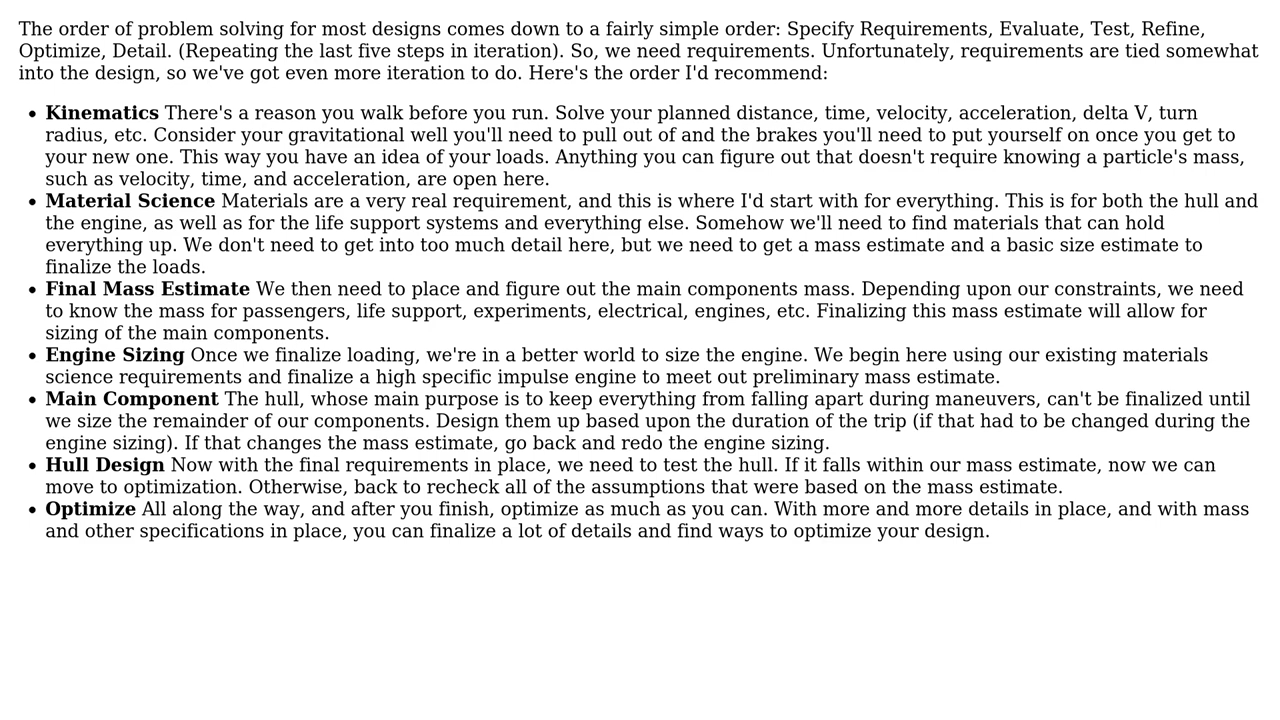 The order of problem solving for most designs comes down to a fairly simple order: Specify Requirements, Evaluate, Test, Refine,
Optimize, Detail. (Repeating the last five steps in iteration). So, we need requirements. Unfortunately, requirements are tied somewhat
into the design, so we've got even more iteration to do. Here's the order I'd recommend:
• Kinematics There's a reason you walk before you run. Solve your planned distance, time, velocity, acceleration, delta V, turn
radius, etc. Consider your gravitational well you'll need to pull out of and the brakes you'll need to put yourself on once you get to
your new one. This way you have an idea of your loads. Anything you can figure out that doesn't require knowing a particle's mass,
such as velocity, time, and acceleration, are open here.
• Material Science Materials are a very real requirement, and this is where I'd start with for everything. This is for both the hull and
the engine, as well as for the life support systems and everything else. Somehow we'll need to find materials that can hold
everything up. We don't need to get into too much detail here, but we need to get a mass estimate and a basic size estimate to
finalize the loads.
• Final Mass Estimate We then need to place and figure out the main components mass. Depending upon our constraints, we need
to know the mass for passengers, life support, experiments, electrical, engines, etc. Finalizing this mass estimate will allow for
sizing of the main components.
• Engine Sizing Once we finalize loading, we're in a better world to size the engine. We begin here using our existing materials
science requirements and finalize a high specific impulse engine to meet out preliminary mass estimate.
• Main Component The hull, whose main purpose is to keep everything from falling apart during maneuvers, can't be finalized until
we size the remainder of our components. Design them up based upon the duration of the trip (if that had to be changed during the
engine sizing). If that changes the mass estimate, go back and redo the engine sizing.
• Hull Design Now with the final requirements in place, we need to test the hull. If it falls within our mass estimate, now we can
move to optimization. Otherwise, back to recheck all of the assumptions that were based on the mass estimate.
• Optimize All along the way, and after you finish, optimize as much as you can. With more and more details in place, and with mass
and other specifications in place, you can finalize a lot of details and find ways to optimize your design.